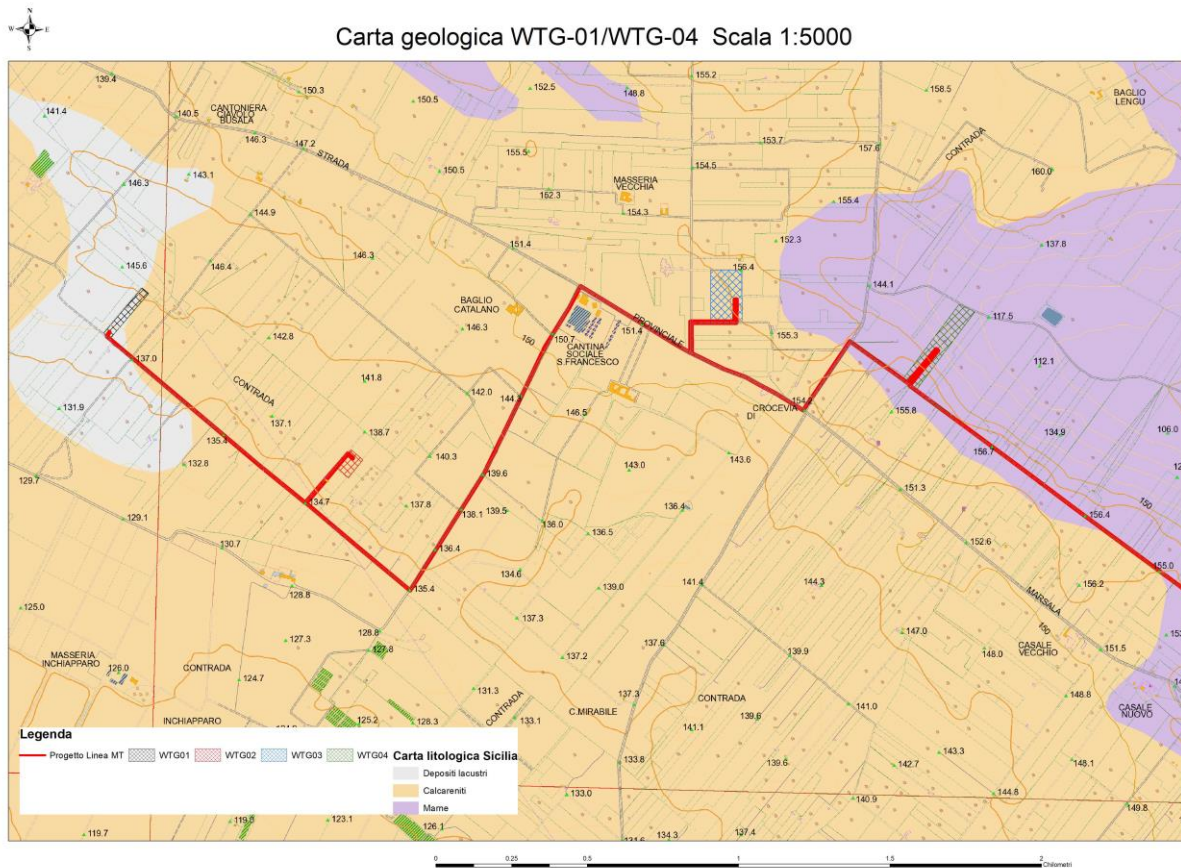 N
W E
S
Carta geologica WTG-01/WTG-04 Scala 1:5000
139.4
155.2
150.3
150.5
152.5
148.8
158.5
BAGLIO
LENGU
141.4
140.5
CANTONIERA
CIAVOLO
BUSALA
146.3
147.2
STRADA
155.5
153.7
157.6
CONTRADA
154.5
160.0
146.3
143.1
150.5
152.3
MASSERIA
VECCHIA
154.3
155.4
144.9
151.4
152.3
137.8
145.6
146.4
146.3
156.4
144.1
BAGLIO
CATALANO
117.5
146.3
150
150.7
151.4
PROVINCIALE
155.3
142.8
CANTINA
SOCIALE
S.FRANCESCO
137.0
112.1
CONTRADA
141.8
142.0
144.4
131.9
137.1
146.5
CROCEVIA
DI
155.8
135.4
138.7
134.9
106.0
132.8
140.3
143.0
143.6
156.7
129.7
139.6
151.3
150
134.7
137.8
138.1
139.5
136.0
136.4
156.4
129.1
136.5
130.7
136.4
152.6
134.6
155.0
128.8
135.4
139.0
141.4
144.3
156.2
125.0
MARSALA
137.3
128.8
147.0
150
127.3
127.8
137.6
139.9
148.0
CASALE
VECCHIO
151.5
MASSERIA
INCHIAPPARO
126.0
CONTRADA
137.2
124.7
131.3
137.3
CONTRADA
148.8
CASALE
NUOVO
INCHIAPPARO
125.2
128.3
CONTRADA
133.1
C.MIRABILE
141.1
139.6
141.0
Legenda
Progetto Linea MT WTG01 WTG02 WTG03 WTG04
Carta litologica Sicilia
Depositi lacustri
Calcareniti
Marne
133.8
139.6
142.7
143.3
148.1
133.0
140.9
144.8
149.8
119.7
123.1
126.1
134.3
137.4
0 0.25 0.5 1 1.5 2
Chilometri